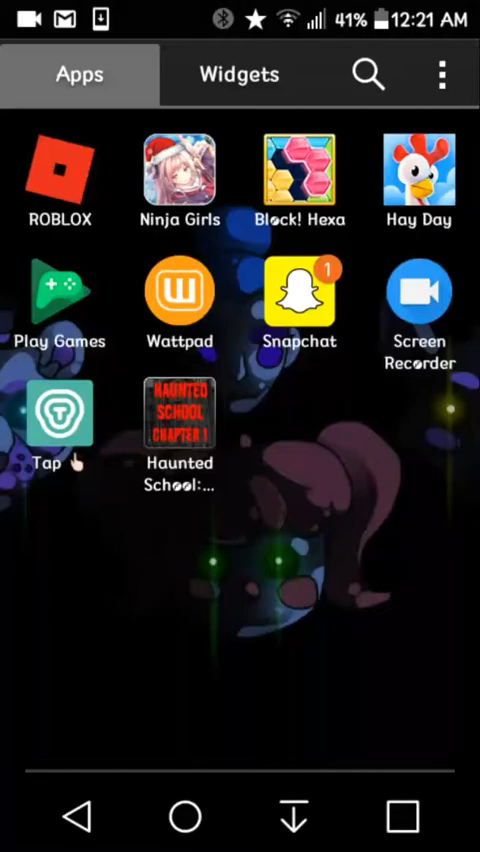 41% 12:21 AM
Apps Widgets
ROBLOX Ninja Girls Block! Hexa Hay Day
W 1
Play Games Wattpad Snapchat Screen
Recorder
HAUNTED
SCHOOL
CHAPTER 1
T
Tap 👆🏻 Haunted
School:...